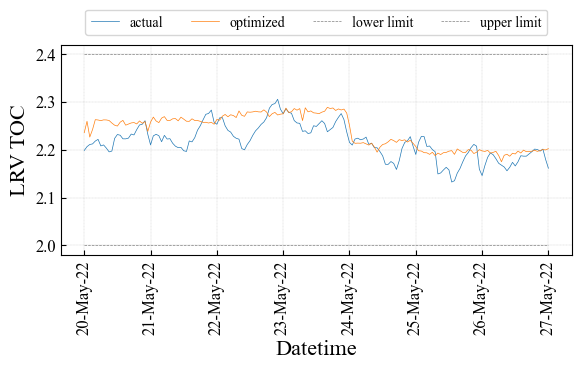 actual optimized lower limit upper limit
2.4
2.3
2.2
2.1
2.0
LRV TOC
20-May-22
21-May-22
22-May-22
23-May-22
24-May-22
25-May-22
26-May-22
27-May-22
Datetime